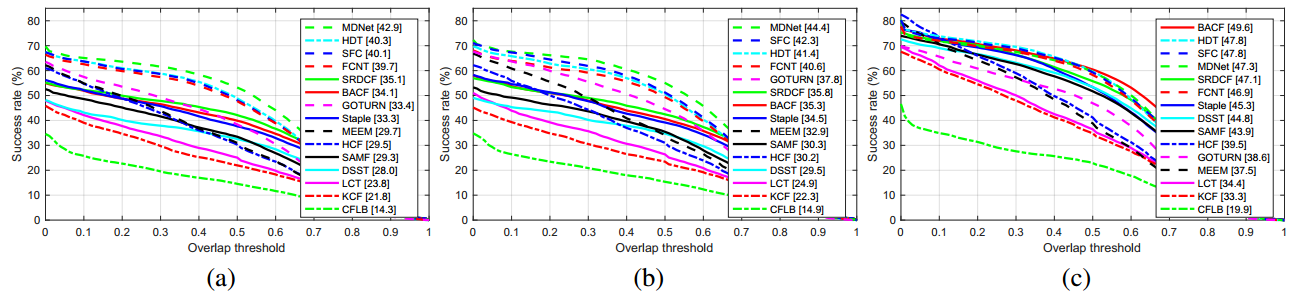 Success rate (%)
80
70
60
50
40
30
20
10
0
0 0.1 0.2 0.3 0.4 0.5 0.6 0.7 0.8 0.9 1
Overlap threshold
MDNet [42.9]
HDT [40.3]
SFC [40.1]
FCNT [39.7]
SRDCF [35.1]
BACF [34.1]
GOTURN [33.4]
Staple [33.3]
MEEM [29.7]
HCF [29.5]
SAMF [29.3]
DSST [28.0]
LCT [23.8]
KCF [21.8]
CFLB [14.3]
(a)
Success rate (%)
80
70
60
50
40
30
20
10
0
0 0.1 0.2 0.3 0.4 0.5 0.6 0.7 0.8 0.9 1
Overlap threshold
MDNet [44.4]
SFC [42.3]
HDT [41.4]
FCNT [40.6]
GOTURN [37.8]
SRDCF [35.8]
BACF [35.3]
Staple [34.5]
MEEM [32.9]
SAMF [30.3]
HCF [30.2]
DSST [29.5]
LCT [24.9]
KCF [22.3]
CFLB [14.9]
(b)
Success rate (%)
80
70
60
50
40
30
20
10
0
0 0.1 0.2 0.3 0.4 0.5 0.6 0.7 0.8 0.9 1
Overlap threshold
BACF [49.6]
HDT [47.8]
SFC [47.8]
MDNet [47.3]
SRDCF [47.1]
FCNT [46.9]
Staple [45.3]
DSST [44.8]
SAMF [43.9]
HCF [39.5]
GOTURN [38.6]
MEEM [37.5]
LCT [34.4]
KCF [33.3]
CFLB [19.9]
(c)